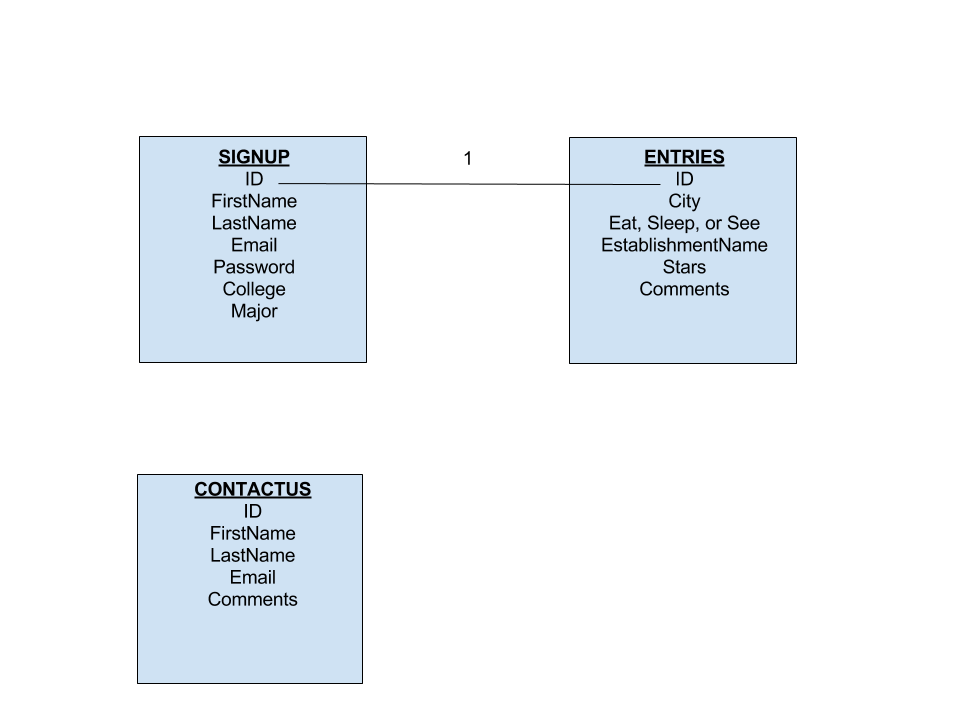 SIGNUP
ID
FirstName
LastName
Email
Password
College
Major
1
ENTRIES
ID
City
Eat, Sleep, or See
EstablishmentName
Stars
Comments
CONTACTUS
ID
FirstName
LastName
Email
Comments